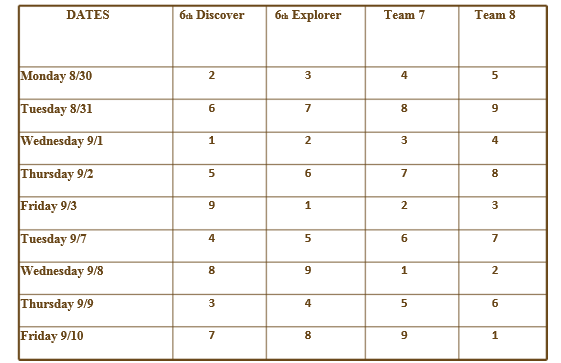 DATES 6th Discover 6th Explorer Team 7 Team 8
Monday 8/30 2 3 4 5
Tuesday 8/31 6 7 8 9
Wednesday 9/1 1 2 3 4
Thursday 9/2 5 6 7 8
Friday 9/3 9 1 2 3
Tuesday 9/7 4 5 6 7
Wednesday 9/8 8 9 1 2
Thursday 9/9 3 4 5 6
Friday 9/10 7 8 9 1